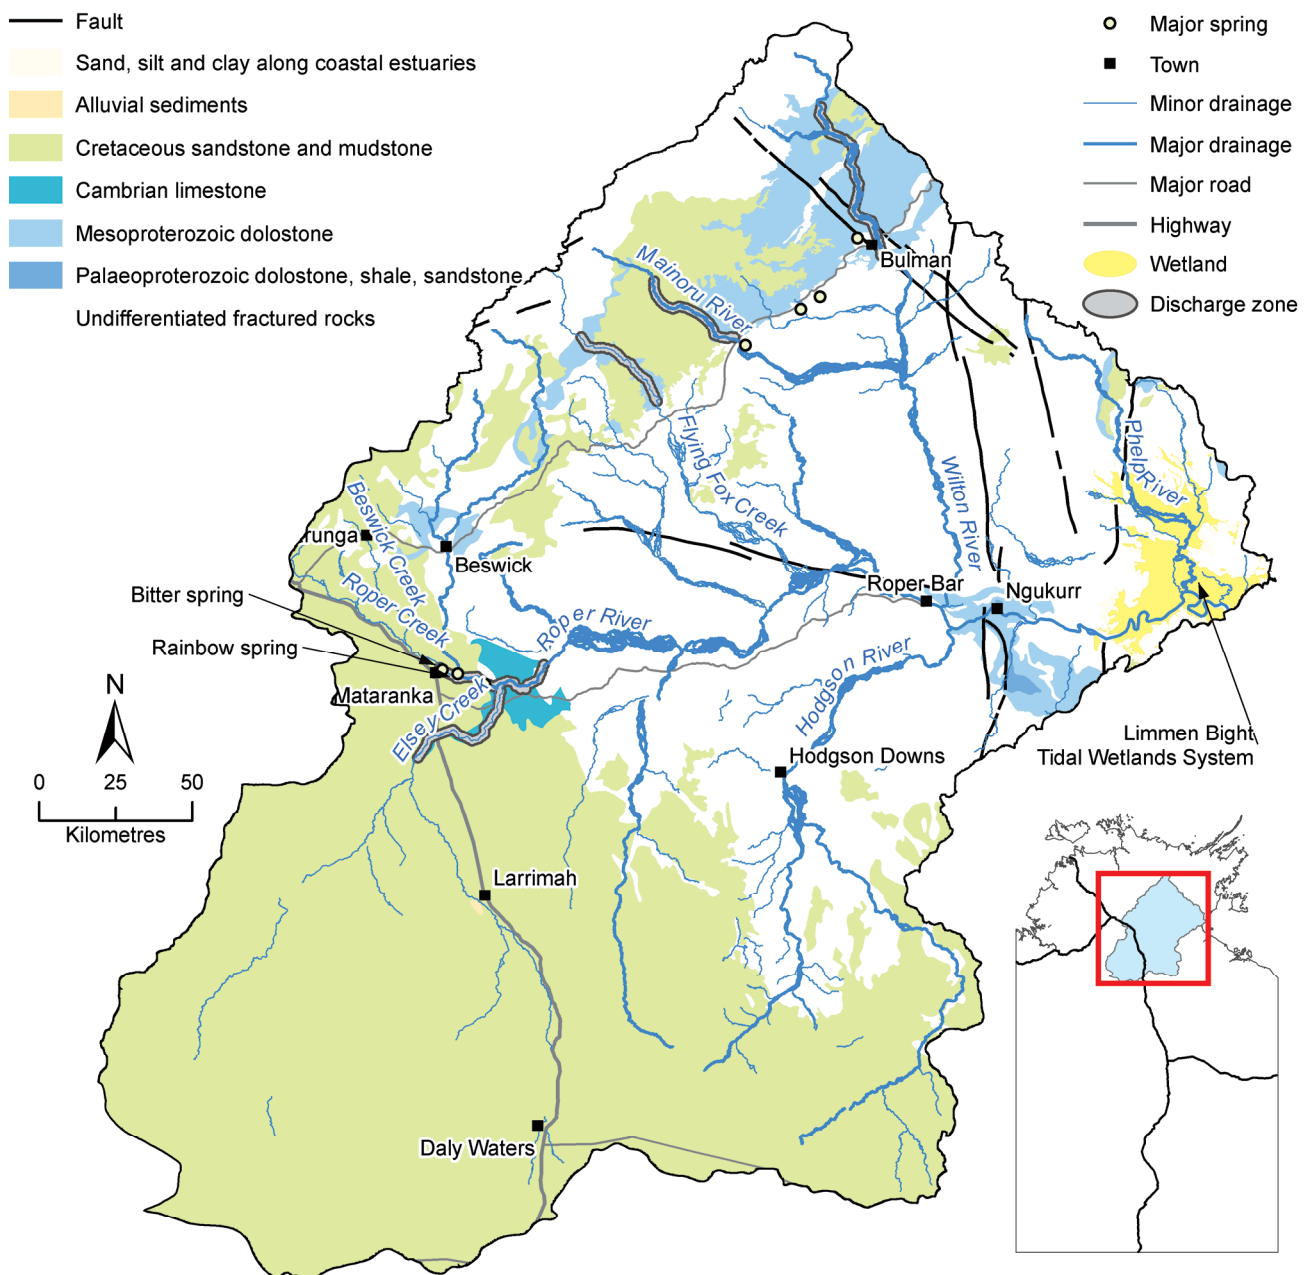 Fault
Sand, silt and clay along coastal estuaries
Alluvial sediments
Cretaceous sandstone and mudstone
Cambrian limestone
Mesoproterozoic dolostone
Palaeoproterozoic dolostone, shale, sandstone
Undifferentiated fractured rocks
Major spring
Town
Minor drainage
Major drainage
Major road
Highway
Wetland
Discharge zone
Bulman
Mainoru River
Flying Fox Creek
Wilton River
Phelp River
Beswick Creek
runga
Beswick
Roper Creek
Bitter spring
Rainbow spring
Roper Bar
Ngukurr
Roper River
Hodgson River
Mataranka
Elsey Creek
Limmen Bight
Tidal Wetlands System
Hodgson Downs
N
0 25 50
Kilometres
Larrimah
Daly Waters